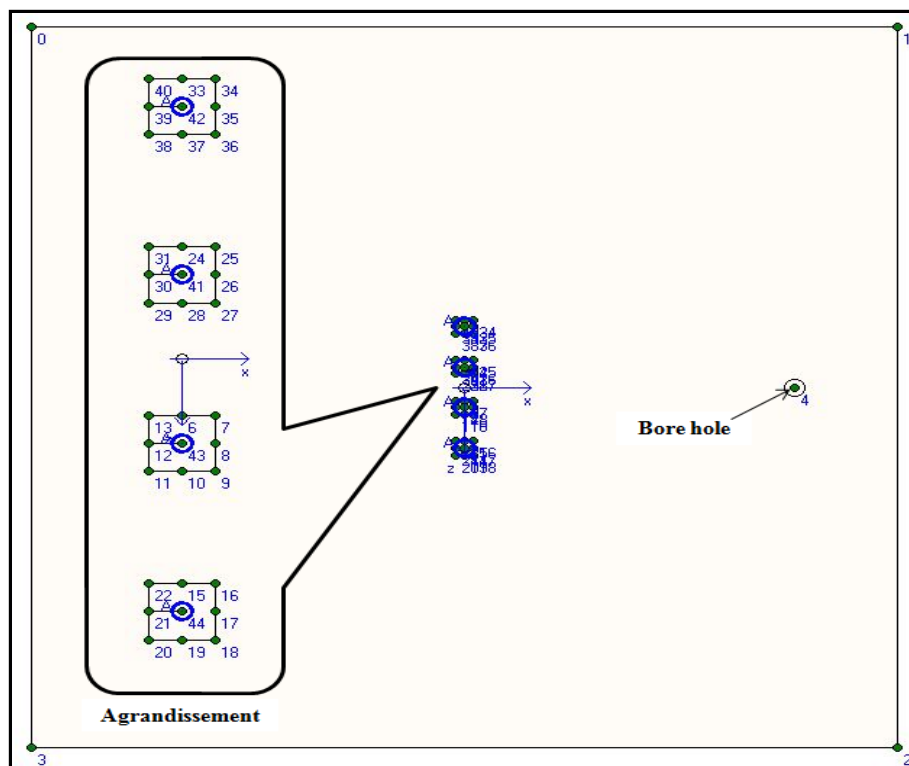 0
1
40 33 34
A
39 42 35
38 37 36
31 24 25
A
30 41 26
29 28 27
x
13 6 7
A
12 43 8
11 10 9
22 15 16
A
21 44 17
20 19 18
Agrandissement
A
A
x
A
A
z
4
Bore hole
3
2